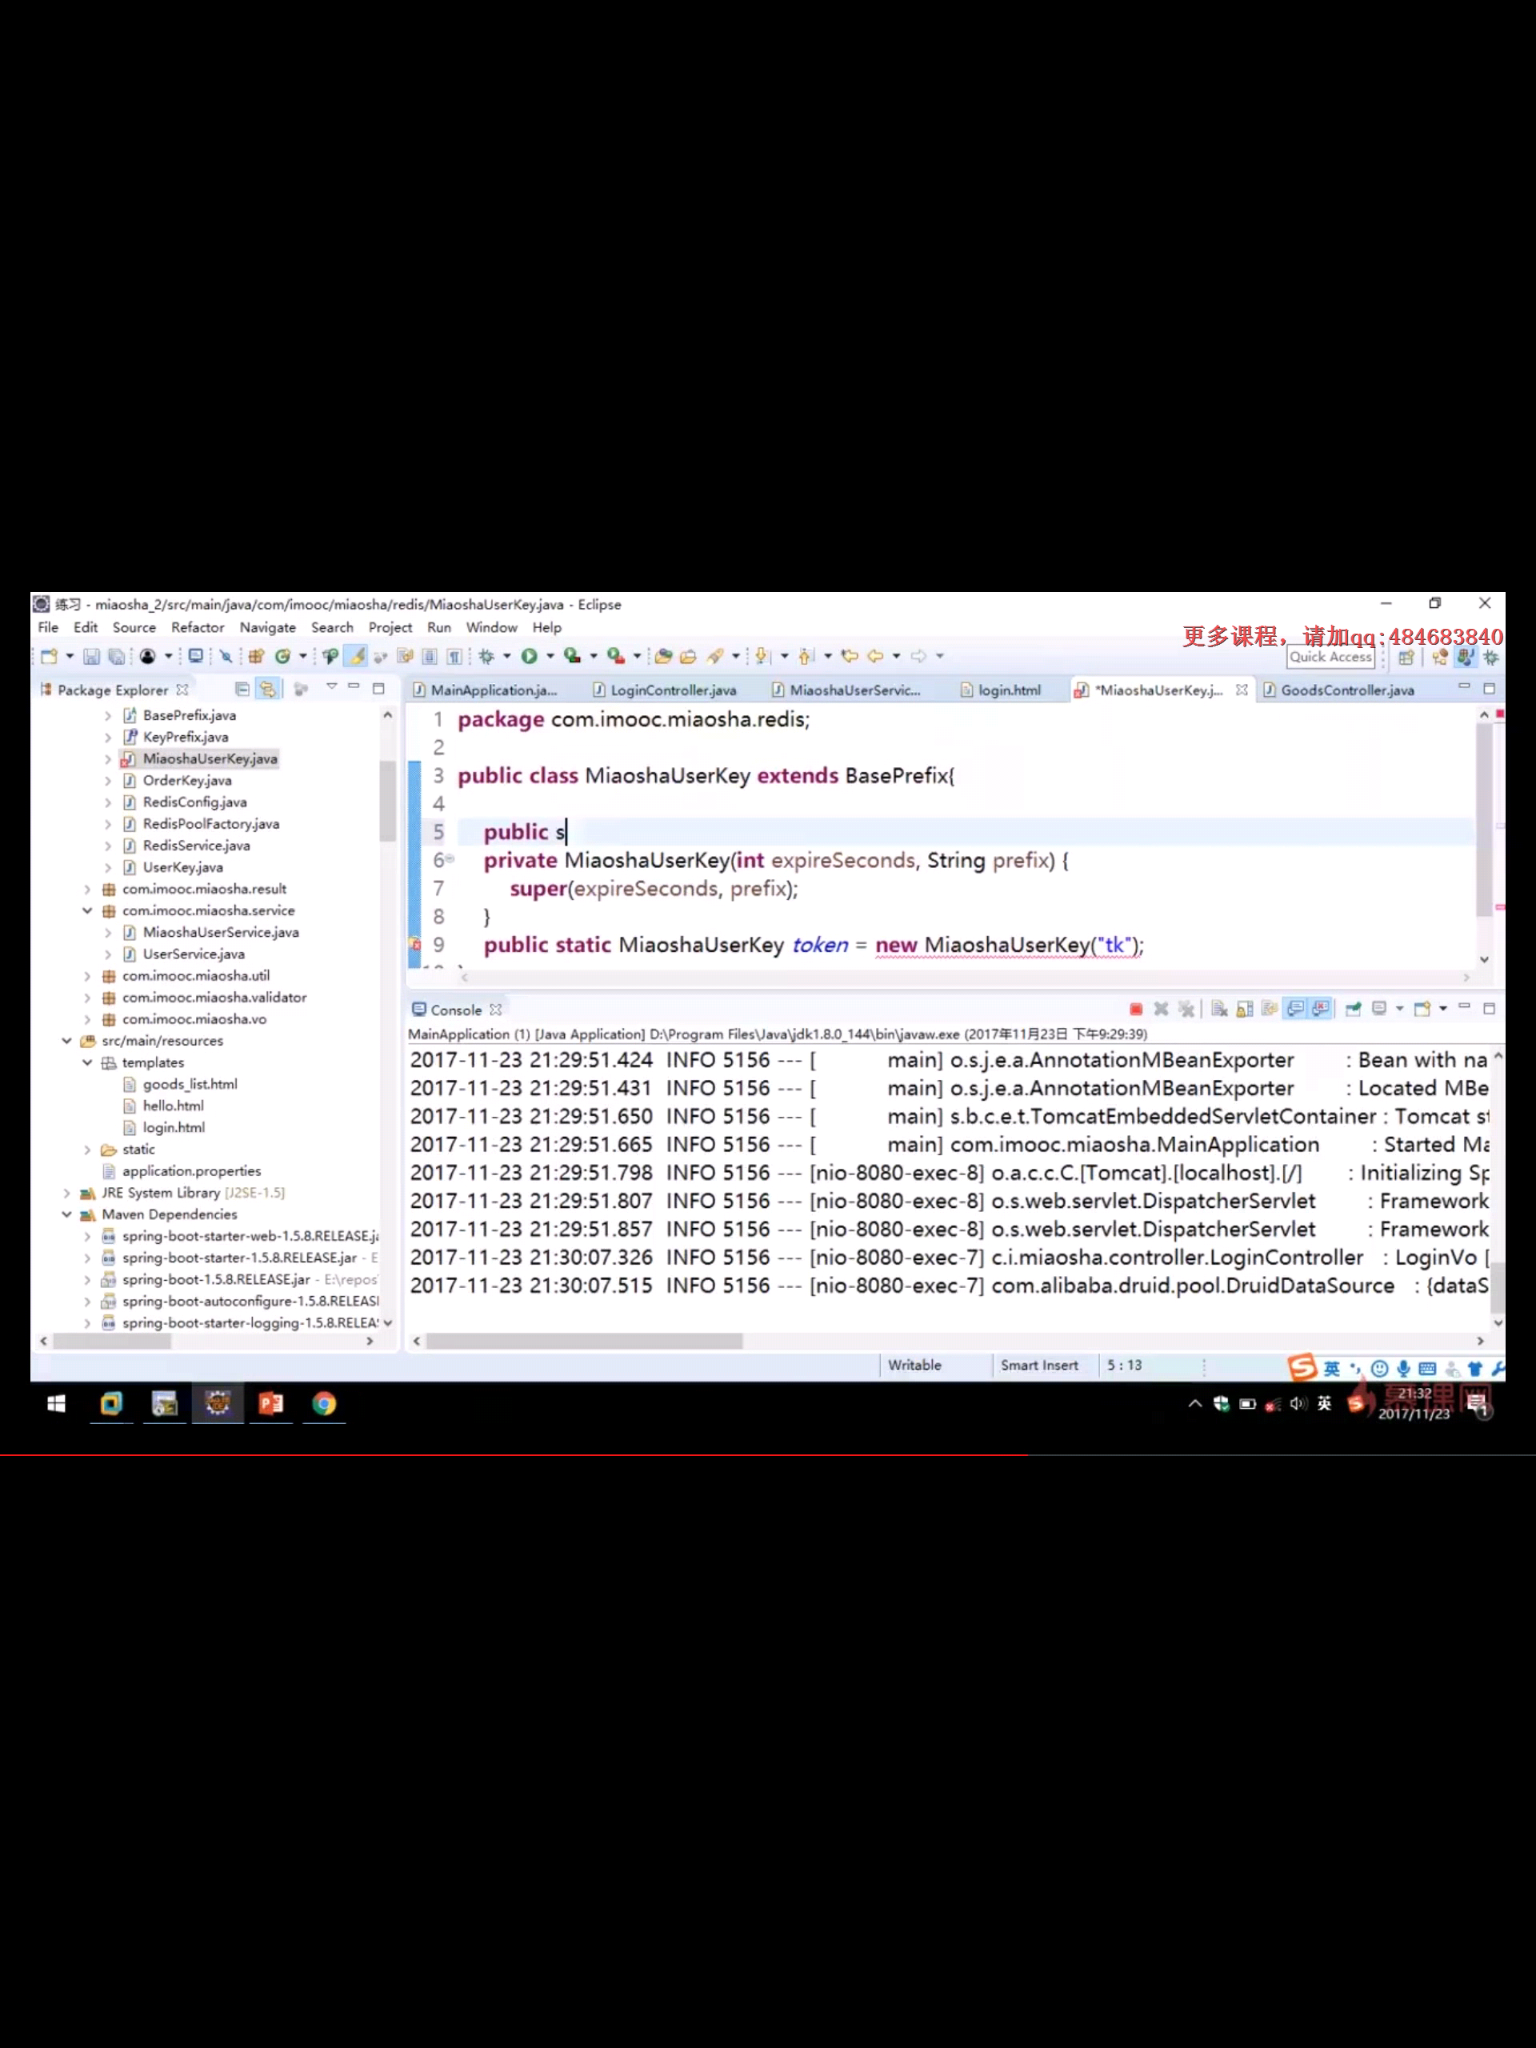 练习 - miaosha_2/src/main/java/com/imooc/miaosha/redis/MiaoshaUserKey.java - Eclipse
File Edit Source Refactor Navigate Search Project Run Window Help
更多课程，请加qq:484683840
Quick Access
Package Explorer
BasePrefix.java
KeyPrefix.java
MiaoshaUserKey.java
OrderKey.java
RedisConfig.java
RedisPoolFactory.java
RedisService.java
UserKey.java
com.imooc.miaosha.result
com.imooc.miaosha.service
MiaoshaUserService.java
UserService.java
com.imooc.miaosha.util
com.imooc.miaosha.validator
com.imooc.miaosha.vo
src/main/resources
templates
goods_list.html
hello.html
login.html
static
application.properties
JRE System Library [J2SE-1.5]
Maven Dependencies
spring-boot-starter-web-1.5.8.RELEASE.ja
spring-boot-starter-1.5.8.RELEASE.jar - E
spring-boot-1.5.8.RELEASE.jar - E:\repos
spring-boot-autoconfigure-1.5.8.RELEASE
spring-boot-starter-logging-1.5.8.RELEA
MainApplication.ja... LoginController.java MiaoshaUserServic... login.html *MiaoshaUserKey.j... GoodsController.java
1 package com.imooc.miaosha.redis;
2
3 public class MiaoshaUserKey extends BasePrefix{
4
5 public s
6 private MiaoshaUserKey(int expireSeconds, String prefix) {
7 super(expireSeconds, prefix);
8 }
9 public static MiaoshaUserKey token = new MiaoshaUserKey("tk");
Console
MainApplication (1) [Java Application] D:\Program Files\Java\jdk1.8.0_144\bin\javaw.exe (2017年11月23日 下午9:29:39)
2017-11-23 21:29:51.424 INFO 5156 --- [ main] o.s.j.e.a.AnnotationMBeanExporter : Bean with na
2017-11-23 21:29:51.431 INFO 5156 --- [ main] o.s.j.e.a.AnnotationMBeanExporter : Located MBe
2017-11-23 21:29:51.650 INFO 5156 --- [ main] s.b.c.e.t.TomcatEmbeddedServletContainer : Tomcat st
2017-11-23 21:29:51.665 INFO 5156 --- [ main] com.imooc.miaosha.MainApplication : Started Ma
2017-11-23 21:29:51.798 INFO 5156 --- [nio-8080-exec-8] o.a.c.c.C.[Tomcat].[localhost].[/] : Initializing Sp
2017-11-23 21:29:51.807 INFO 5156 --- [nio-8080-exec-8] o.s.web.servlet.DispatcherServlet : Framework
2017-11-23 21:29:51.857 INFO 5156 --- [nio-8080-exec-8] o.s.web.servlet.DispatcherServlet : Framework
2017-11-23 21:30:07.326 INFO 5156 --- [nio-8080-exec-7] c.i.miaosha.controller.LoginController : LoginVo [
2017-11-23 21:30:07.515 INFO 5156 --- [nio-8080-exec-7] com.alibaba.druid.pool.DruidDataSource : {dataS
Writable Smart Insert 5 : 13
英
英
慕课网
21:32
2017/11/23